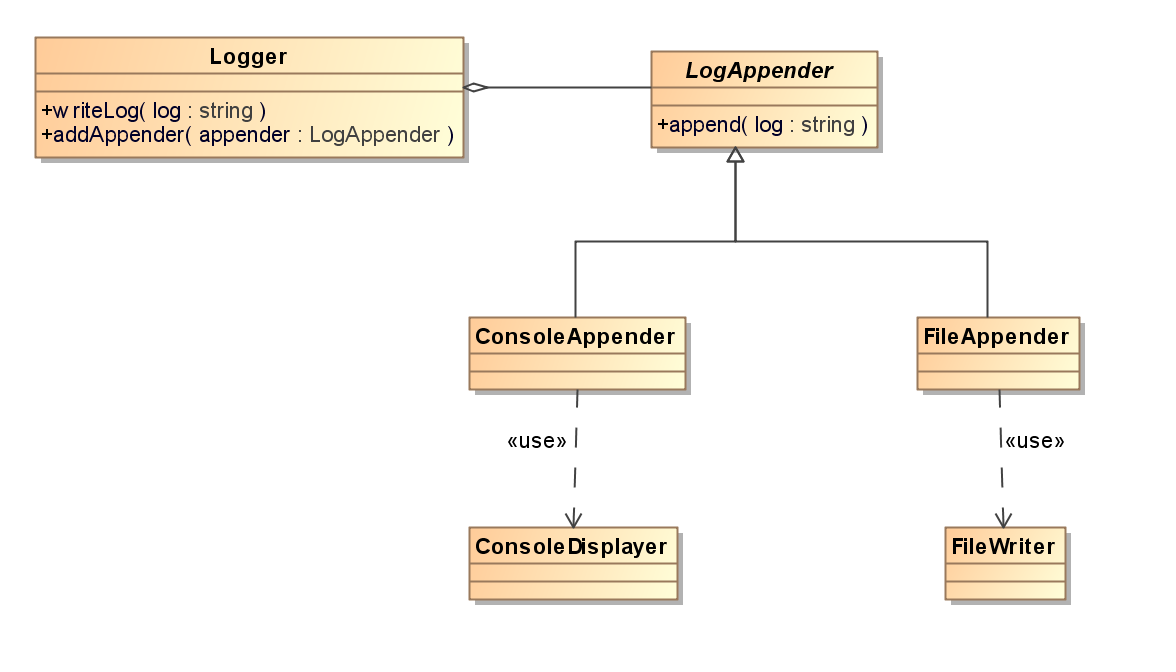 Logger
+writeLog( log : string )
+addAppender( appender : LogAppender )
LogAppender
+append( log : string )
ConsoleAppender
FileAppender
«use»
«use»
ConsoleDisplayer
FileWriter